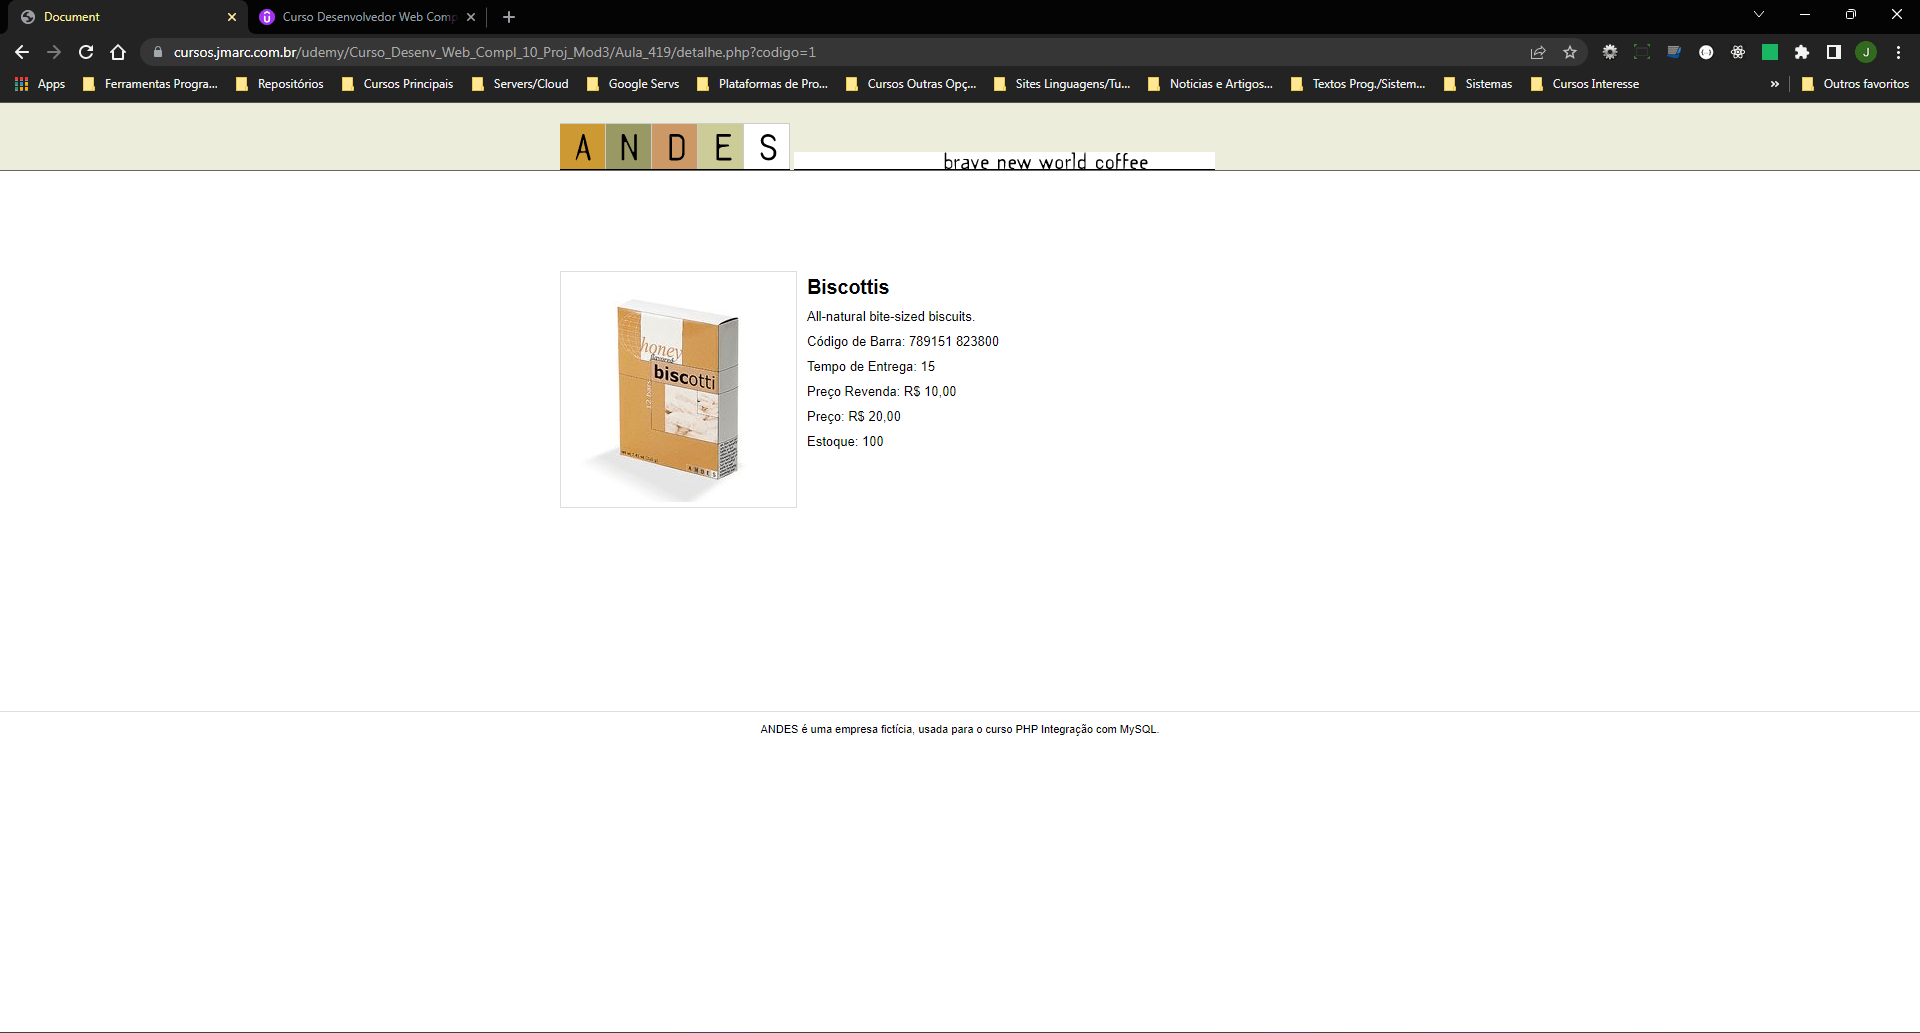 Document
Curso Desenvolvedor Web Comp
cursos.jmarc.com.br/udemy/Curso_Desenv_Web_Compl_10_Proj_Mod3/Aula_419/detalhe.php?codigo=1
J
Apps
Ferramentas Progra...
Repositórios
Cursos Principais
Servers/Cloud
Google Servs
Plataformas de Pro...
Cursos Outras Opç...
Sites Linguagens/Tu...
Noticias e Artigos...
Textos Prog./Sistem...
Sistemas
Cursos Interesse
»
Outros favoritos
ANDES
brave new world coffee
honey
flavored
biscotti
12 bars
ANDES
Biscottis
All-natural bite-sized biscuits.
Código de Barra: 789151 823800
Tempo de Entrega: 15
Preço Revenda: R$ 10,00
Preço: R$ 20,00
Estoque: 100
ANDES é uma empresa fictícia, usada para o curso PHP Integração com MySQL.